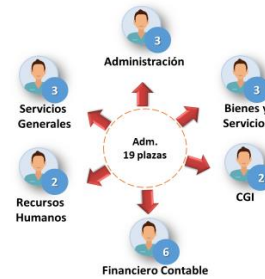 3
Administración
3
Servicios
Generales
3
Bienes y
Servicio
Adm.
19 plazas
2
Recursos
Humanos
2
CGI
6
Financiero Contable